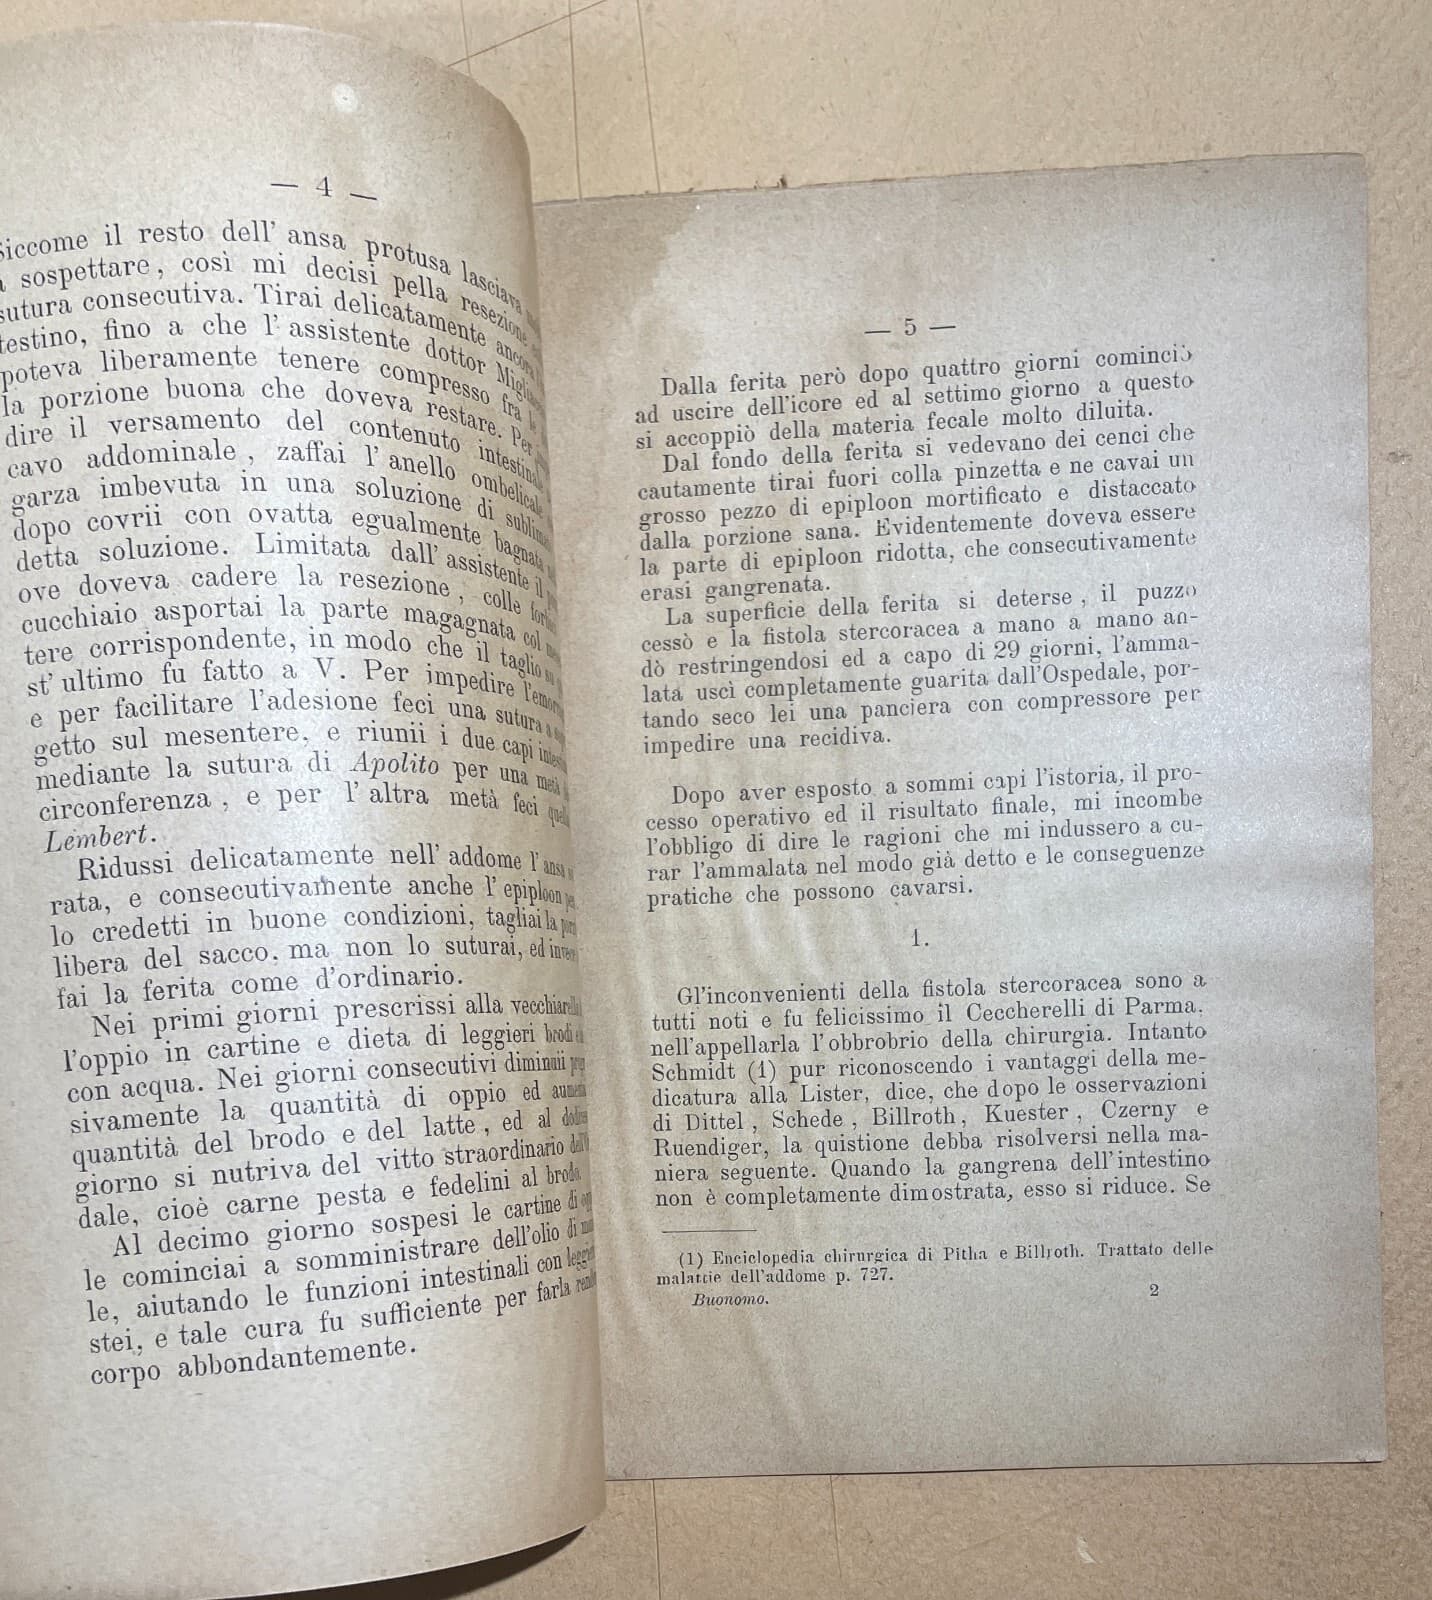 — 4 —
Siccome il resto dell' ansa protusa lasciava
sospettare, così mi decisi pella resezione
sutura consecutiva. Tirai delicatamente ancora
testino, fino a che l' assistente dottor
poteva liberamente tenere compresso fra le
la porzione buona che doveva restare. Per
dire il versamento del contenuto intestinale
cavo addominale, zaffai l' anello ombelicale
garza imbevuta in una soluzione di
dopo covrii con ovatta egualmente bagnata
detta soluzione. Limitata dall' assistente il
ove doveva cadere la resezione, colle
cucchiaio asportai la parte magagnata col
tere corrispondente, in modo che il taglio su
st' ultimo fu fatto a V. Per impedire
e per facilitare l'adesione feci una sutura a
getto sul mesentere, e riunii i due capi
mediante la sutura di Apolito per una metà
circonferenza, e per l' altra metà feci
Lembert.
Ridussi delicatamente nell' addome l' ansa
rata, e consecutivamente anche l' epiploon
lo credetti in buone condizioni, tagliai la
libera del sacco, ma non lo suturai, ed
fai la ferita come d'ordinario.
Nei primi giorni prescrissi alla
l'oppio in cartine e dieta di leggieri brodi
con acqua. Nei giorni consecutivi diminuii
sivamente la quantità di oppio ed
quantità del brodo e del latte, ed al
giorno si nutriva del vitto straordinario
dale, cioè carne pesta e fedelini al brodo.
Al decimo giorno sospesi le cartine di
le cominciai a somministrare dell'olio di
le, aiutando le funzioni intestinali con
stei, e tale cura fu sufficiente per farla
corpo abbondantemente.
— 5 —
Dalla ferita però dopo quattro giorni cominciò
ad uscire dell'icore ed al settimo giorno a questo
si accoppiò della materia fecale molto diluita.
Dal fondo della ferita si vedevano dei cenci che
cautamente tirai fuori colla pinzetta e ne cavai un
grosso pezzo di epiploon mortificato e distaccato
dalla porzione sana. Evidentemente doveva essere
la parte di epiploon ridotta, che consecutivamente
erasi gangrenata.
La superficie della ferita si deterse, il puzzo
cessò e la fistola stercoracea a mano a mano an-
dò restringendosi ed a capo di 29 giorni, l'amma-
lata uscì completamente guarita dall'Ospedale, por-
tando seco lei una panciera con compressore per
impedire una recidiva.
Dopo aver esposto a sommi capi l'istoria, il pro-
cesso operativo ed il risultato finale, mi incombe
l'obbligo di dire le ragioni che mi indussero a cu-
rar l'ammalata nel modo già detto e le conseguenze
pratiche che possono cavarsi.
1.
Gl'inconvenienti della fistola stercoracea sono a
tutti noti e fu felicissimo il Ceccherelli di Parma,
nell'appellarla l'obbrobrio della chirurgia. Intanto
Schmidt (1) pur riconoscendo i vantaggi della me-
dicatura alla Lister, dice, che dopo le osservazioni
di Dittel, Schede, Billroth, Kuester, Czerny e
Ruendiger, la quistione debba risolversi nella ma-
niera seguente. Quando la gangrena dell'intestino
non è completamente dimostrata, esso si riduce. Se
(1) Enciclopedia chirurgica di Pitha e Billroth. Trattato delle
malattie dell'addome p. 727.
Buonomo. 2